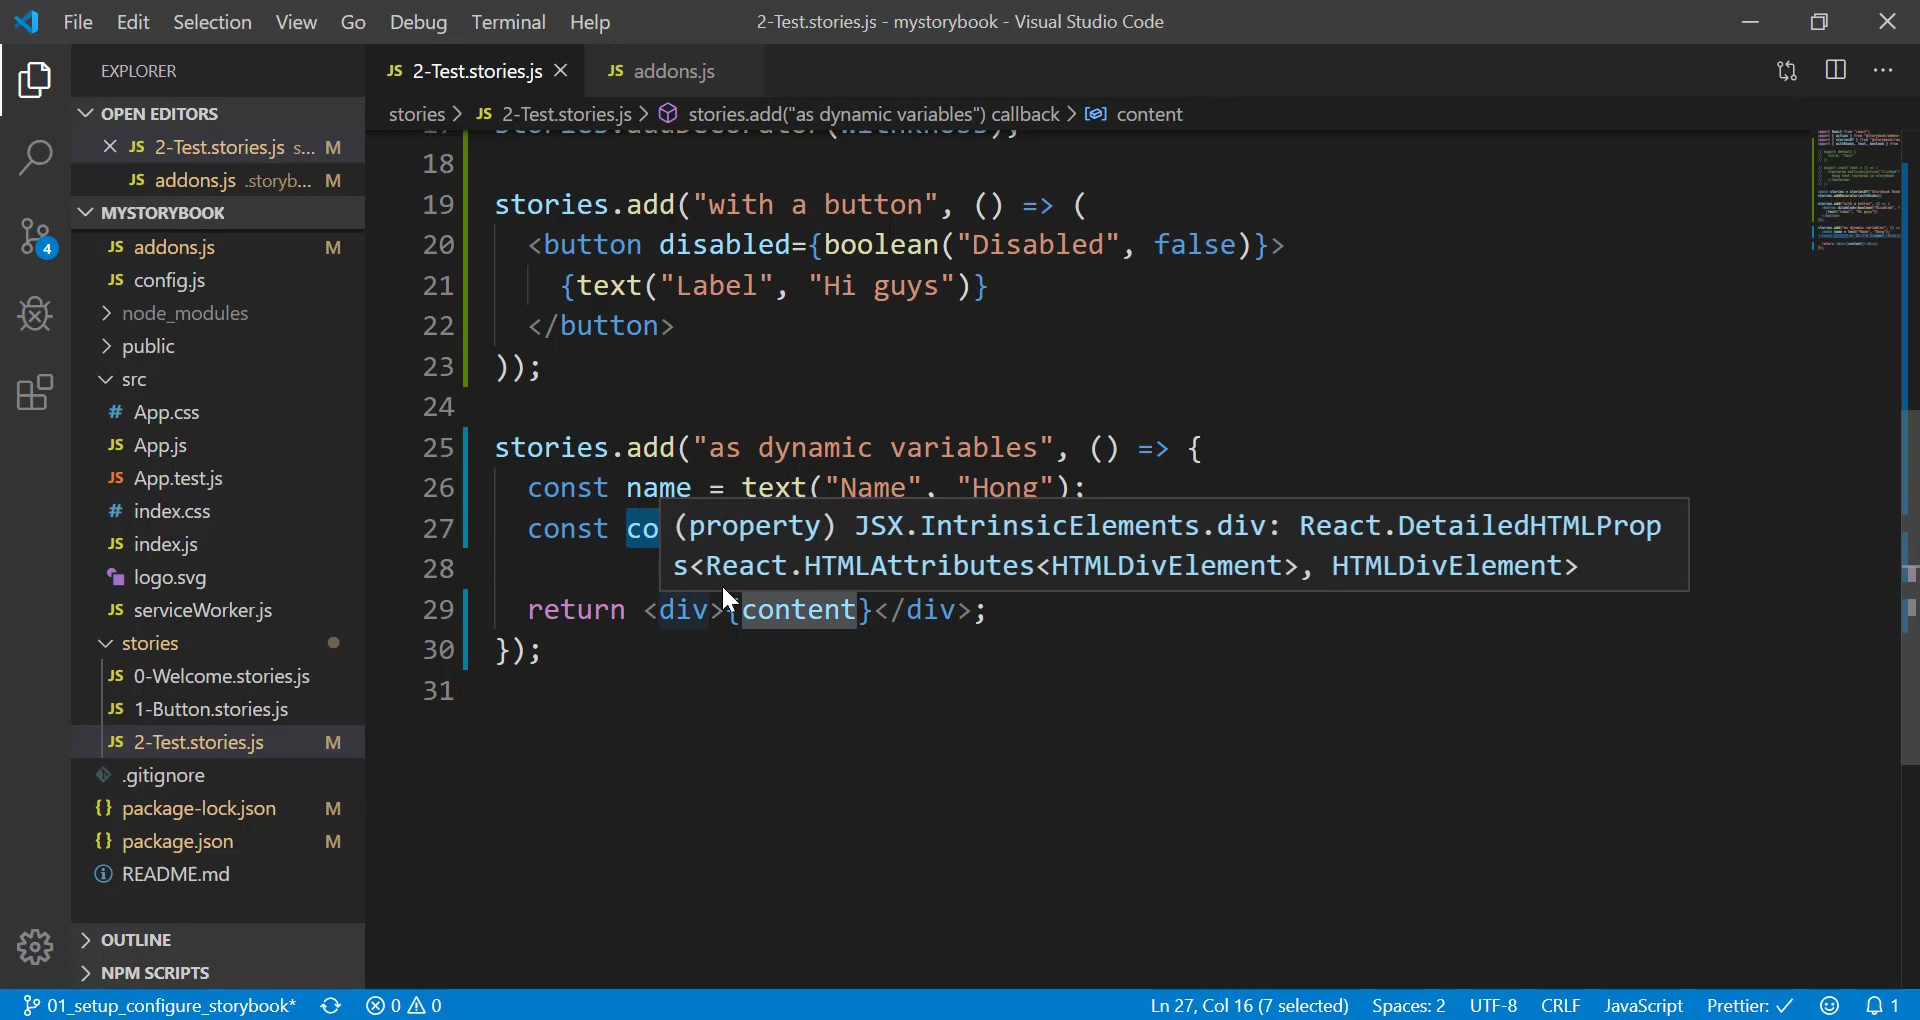 File Edit Selection View Go Debug Terminal Help
2-Test.stories.js - mystorybook - Visual Studio Code
EXPLORER
OPEN EDITORS
JS 2-Test.stories.js s... M
JS addons.js .storyb... M
MYSTORYBOOK
JS addons.js M
JS config.js
node_modules
public
src
# App.css
JS App.js
JS App.test.js
# index.css
JS index.js
logo.svg
JS serviceWorker.js
stories
JS 0-Welcome.stories.js
JS 1-Button.stories.js
JS 2-Test.stories.js M
.gitignore
{} package-lock.json M
{} package.json M
README.md
OUTLINE
NPM SCRIPTS
4
JS 2-Test.stories.js
JS addons.js
stories > JS 2-Test.stories.js > stories.add("as dynamic variables") callback > content
17 stories.addDecorator(withKnobs);
18
19 stories.add("with a button", () => (
20 <button disabled={boolean("Disabled", false)}>
21 {text("Label", "Hi guys")}
22 </button>
23 ));
24
25 stories.add("as dynamic variables", () => {
26 const name = text("Name", "Hong");
27 const co
(property) JSX.IntrinsicElements.div: React.DetailedHTMLProp
s<React.HTMLAttributes<HTMLDivElement>, HTMLDivElement>
28
29 return <div>{content}</div>;
30 });
31
01_setup_configure_storybook* 0 0
Ln 27, Col 16 (7 selected) Spaces: 2 UTF-8 CRLF JavaScript Prettier: ✓ 1